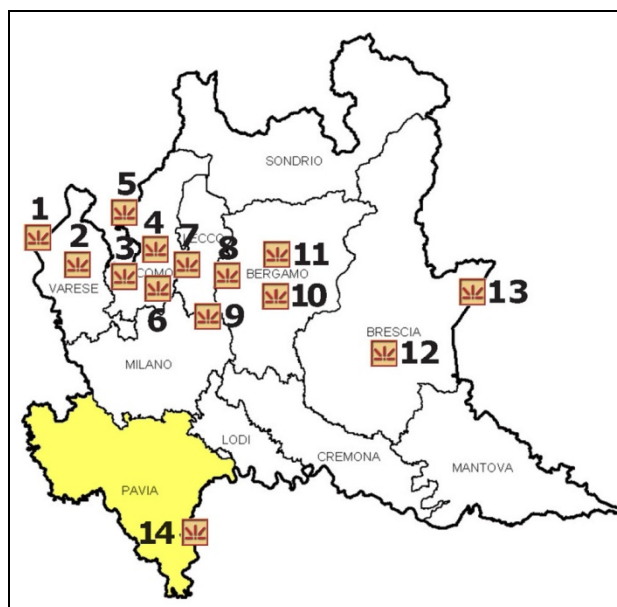 SONDRIO
5
1
2
4
7
LECCO
3
8
11
COMO
BERGAMO
VARESE
6
10
13
9
BRESCIA
12
MILANO
LODI
CREMONA
MANTOVA
PAVIA
14